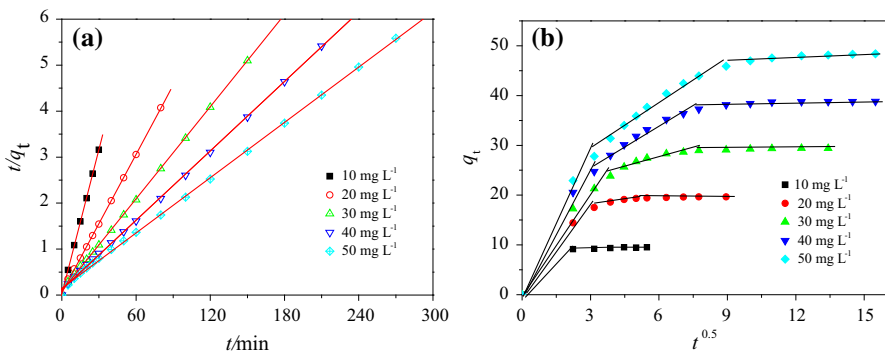 (a)
t/qt
6
5
4
3
2
1
0
10 mg L-1
20 mg L-1
30 mg L-1
40 mg L-1
50 mg L-1
0 60 120 180 240 300
t/min
(b)
qt
60
50
40
30
20
10
0
10 mg L-1
20 mg L-1
30 mg L-1
40 mg L-1
50 mg L-1
0 3 6 9 12 15
t0.5